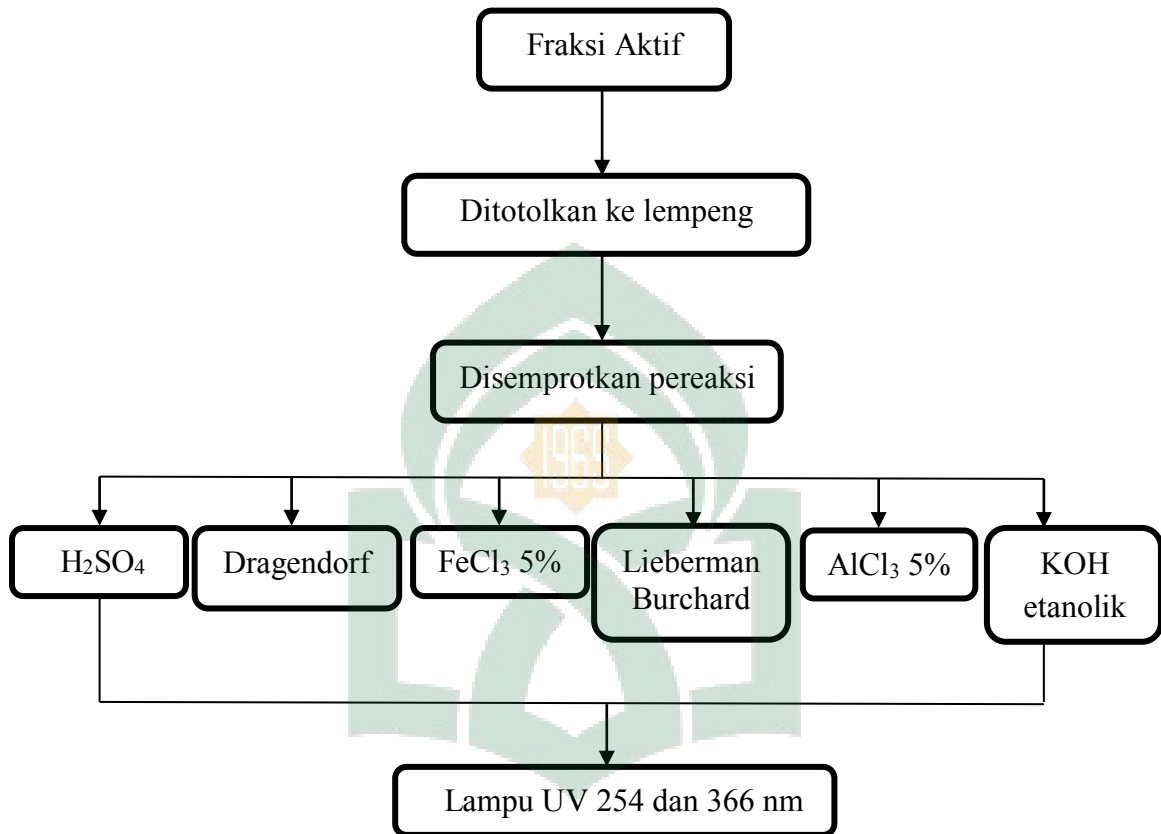 Fraksi Aktif
Ditotolkan ke lempeng
Disemprotkan pereaksi
1965
H₂SO₄
Dragendorf
FeCl₃ 5%
Lieberman
Burchard
AlCl₃ 5%
KOH
etanolik
Lampu UV 254 dan 366 nm